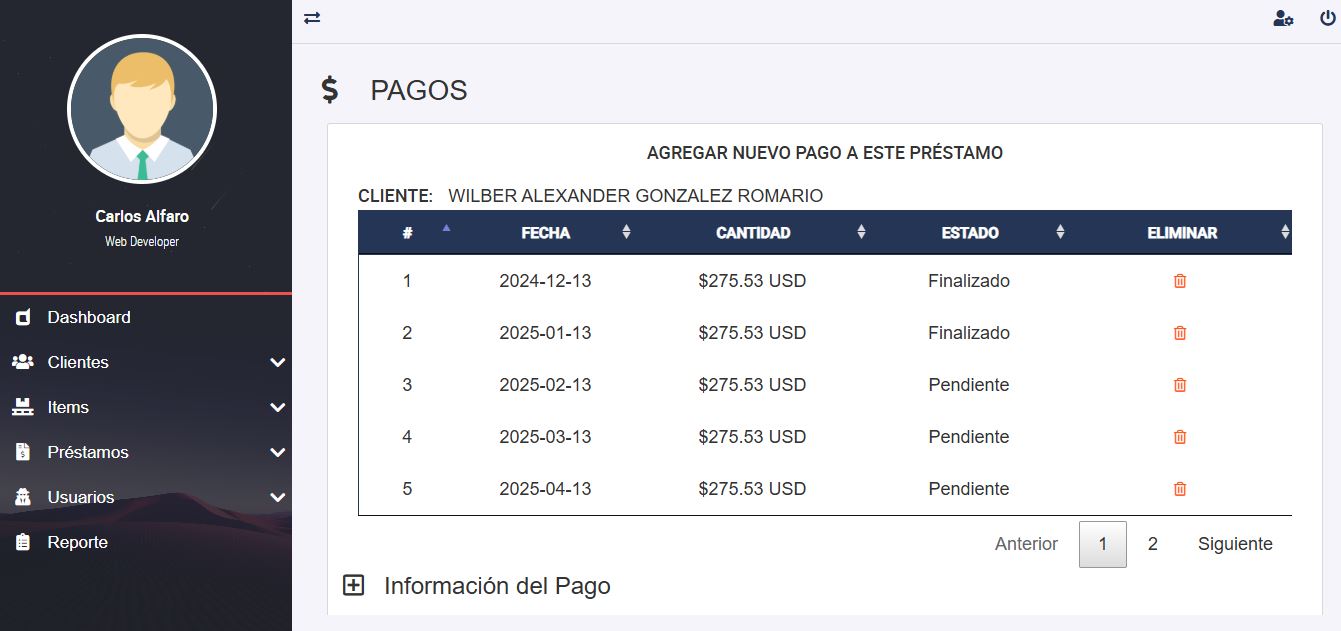 Carlos Alfaro
Web Developer
Dashboard
Clientes
Items
Préstamos
Usuarios
Reporte
$ PAGOS
AGREGAR NUEVO PAGO A ESTE PRÉSTAMO
CLIENTE: WILBER ALEXANDER GONZALEZ ROMARIO
# FECHA CANTIDAD ESTADO ELIMINAR
1 2024-12-13 $275.53 USD Finalizado
2 2025-01-13 $275.53 USD Finalizado
3 2025-02-13 $275.53 USD Pendiente
4 2025-03-13 $275.53 USD Pendiente
5 2025-04-13 $275.53 USD Pendiente
Anterior 1 2 Siguiente
Información del Pago